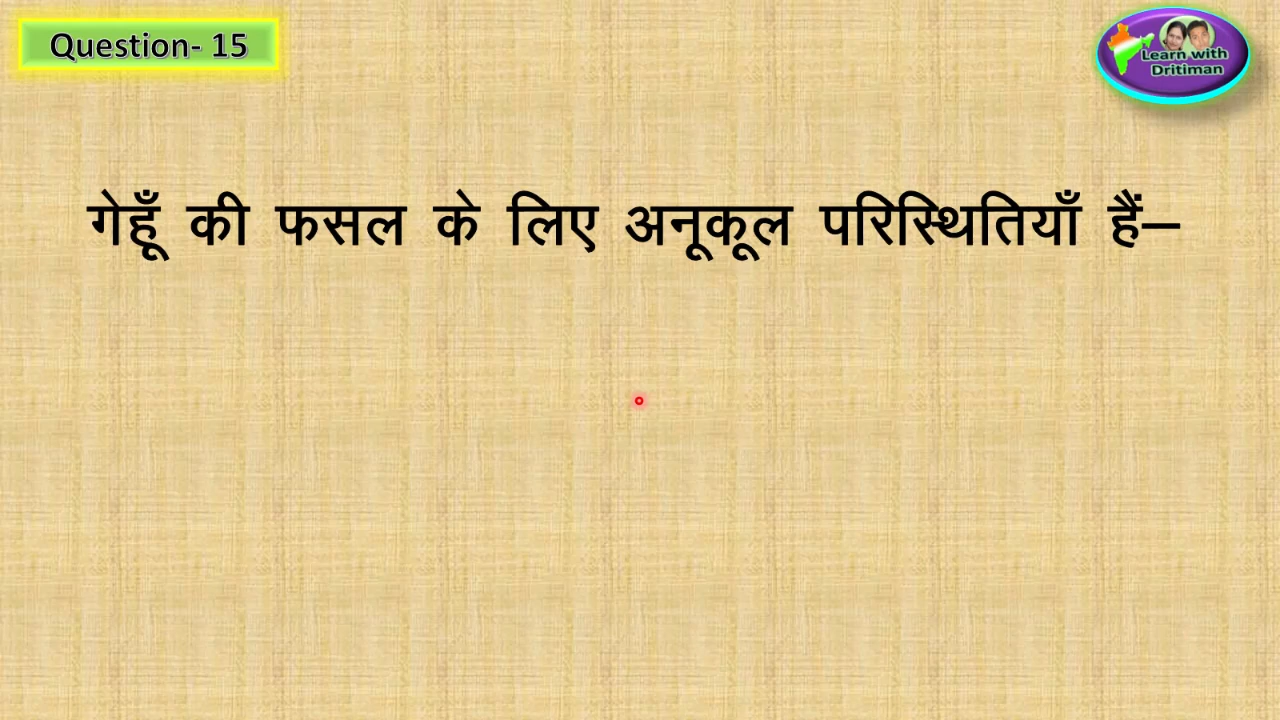 Question- 15
Learn with
Dritiman
गेहूँ की फसल के लिए अनूकूल परिस्थितियाँ हैं–